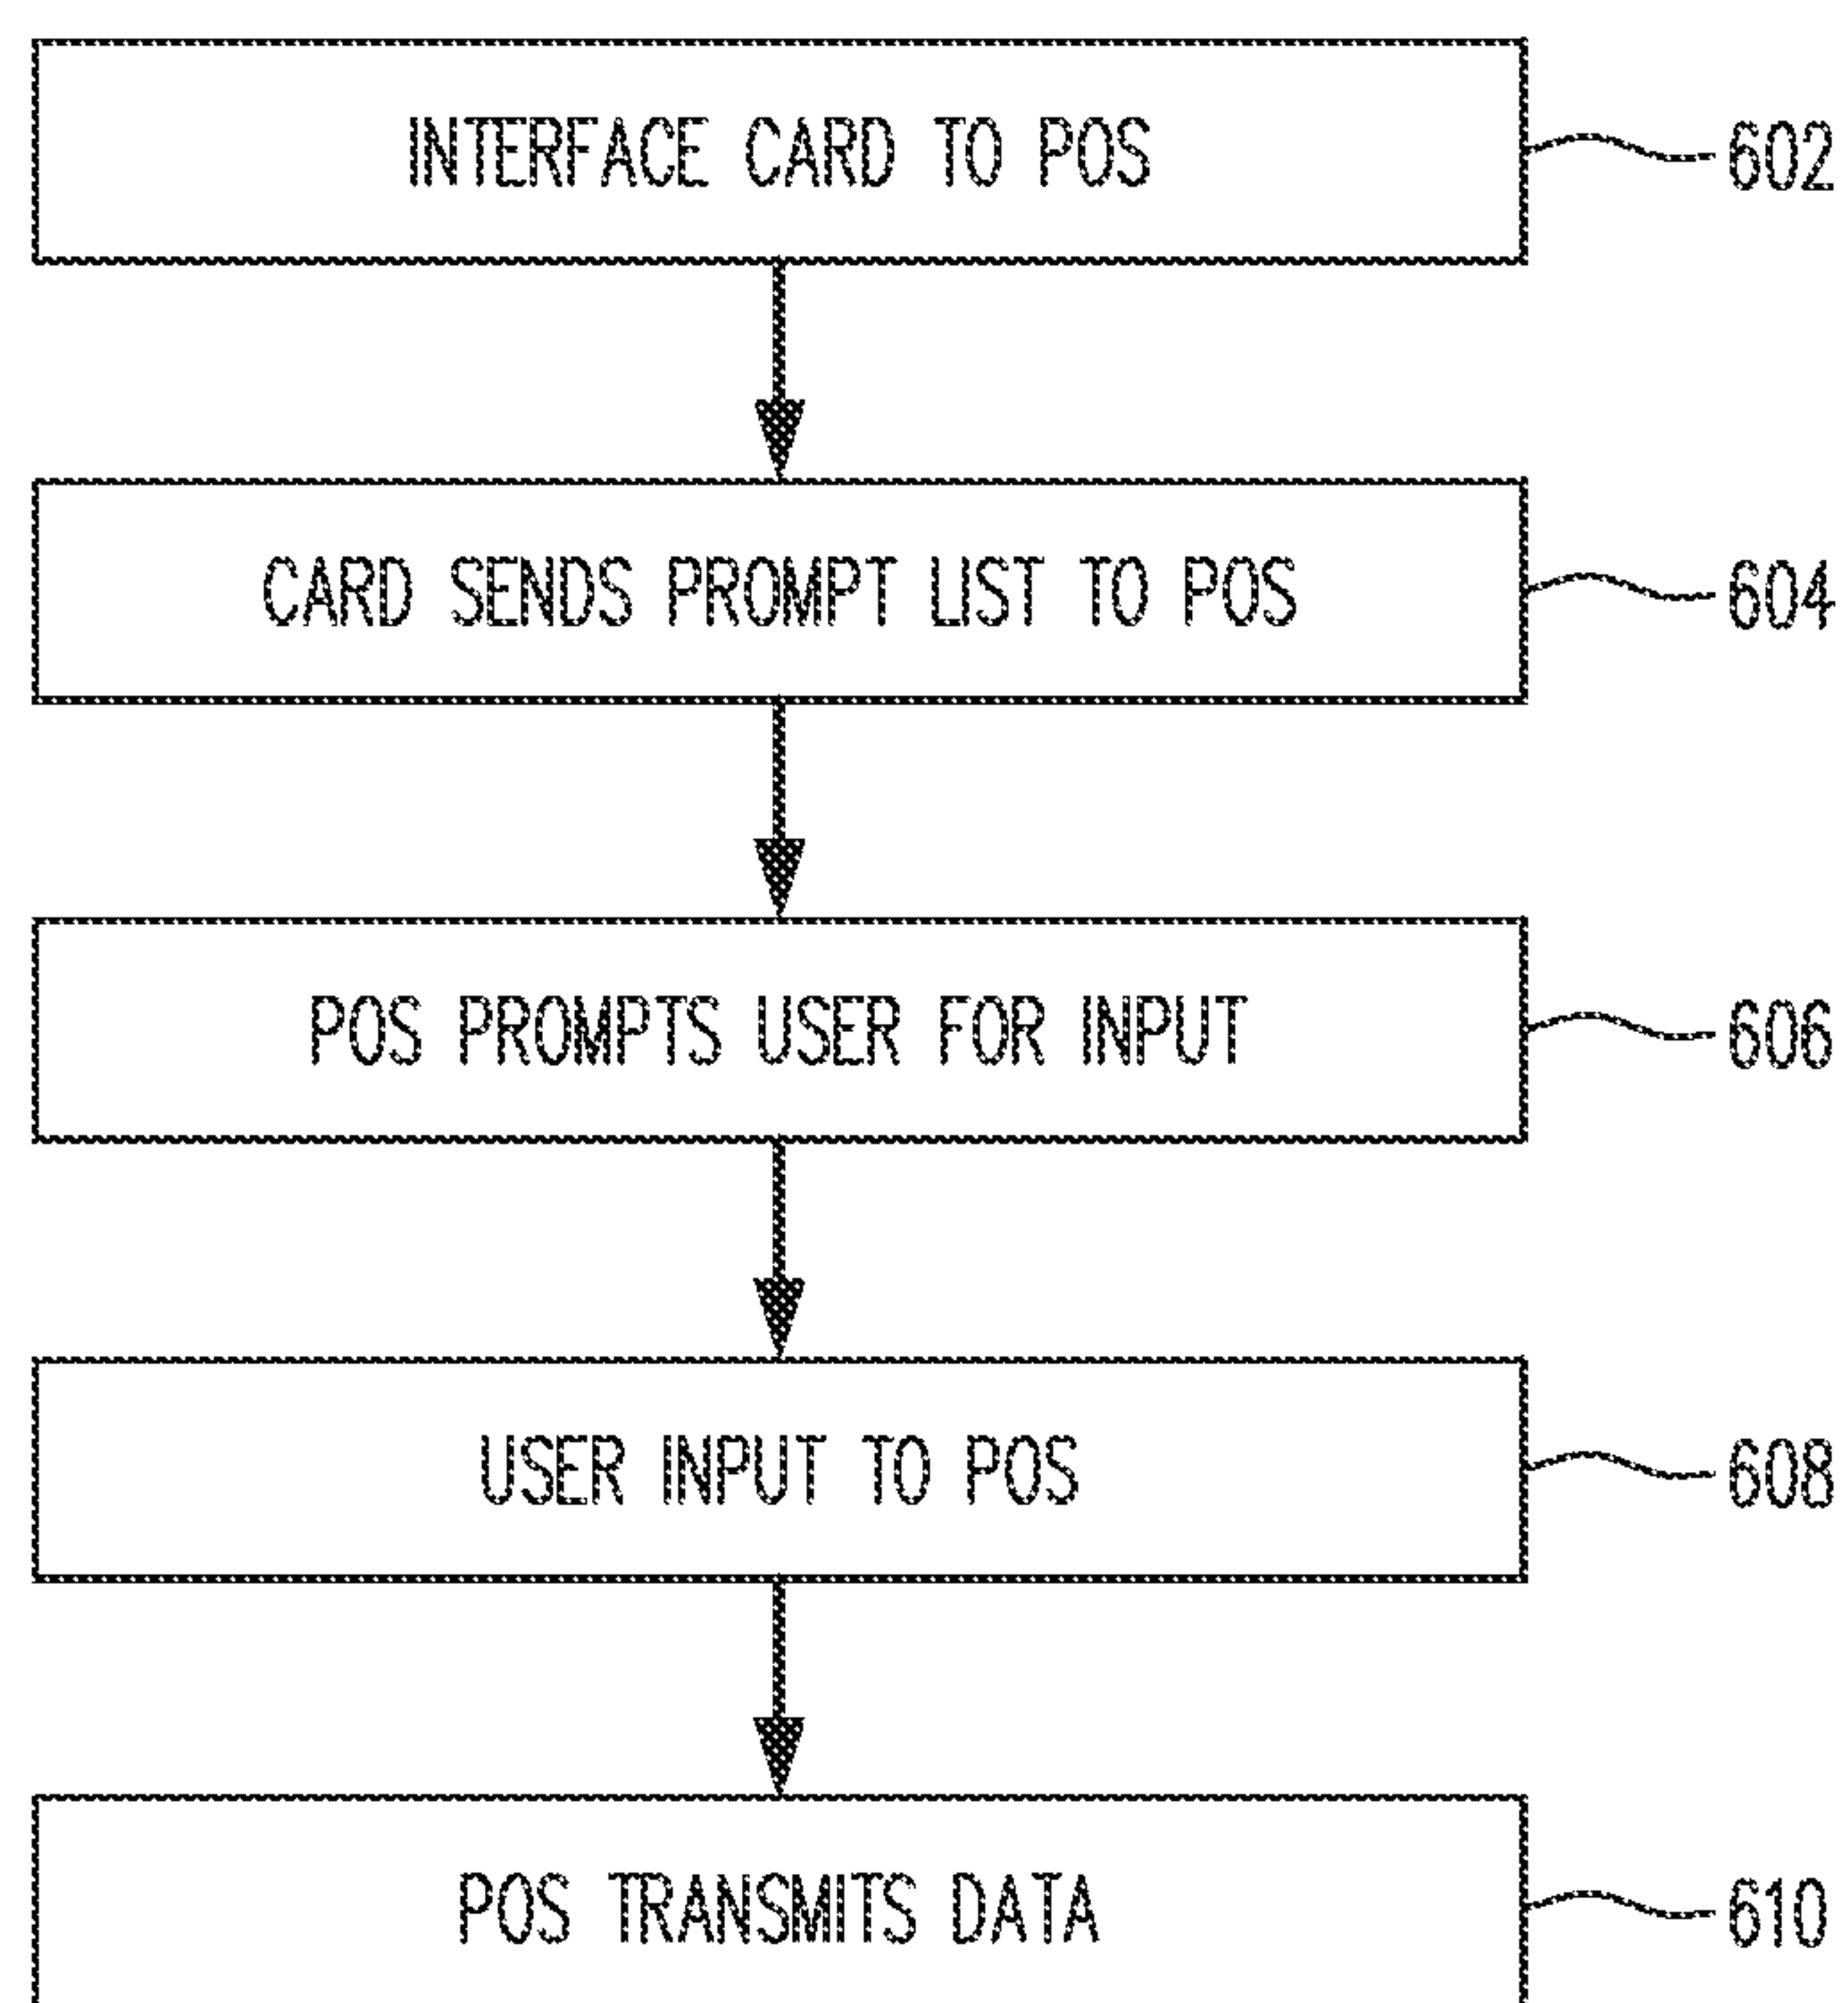 INTERFACE CARD TO POS
602
CARD SENDS PROMPT LIST TO POS
604
POS PROMPTS USER FOR INPUT
606
USER INPUT TO POS
608
POS TRANSMITS DATA
610